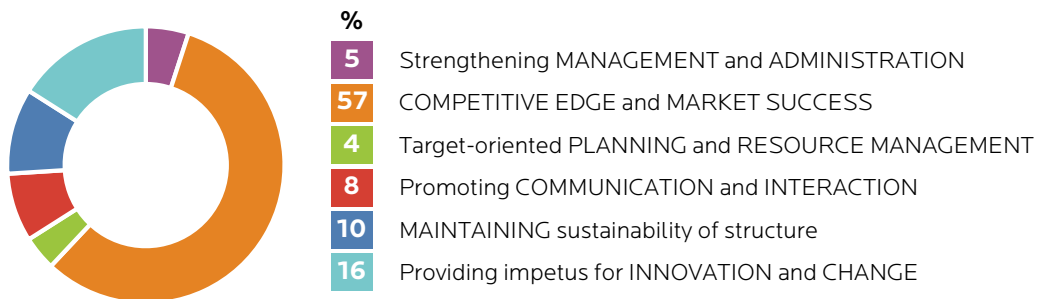 %
5 Strengthening MANAGEMENT and ADMINISTRATION
57 COMPETITIVE EDGE and MARKET SUCCESS
4 Target-oriented PLANNING and RESOURCE MANAGEMENT
8 Promoting COMMUNICATION and INTERACTION
10 MAINTAINING sustainability of structure
16 Providing impetus for INNOVATION and CHANGE